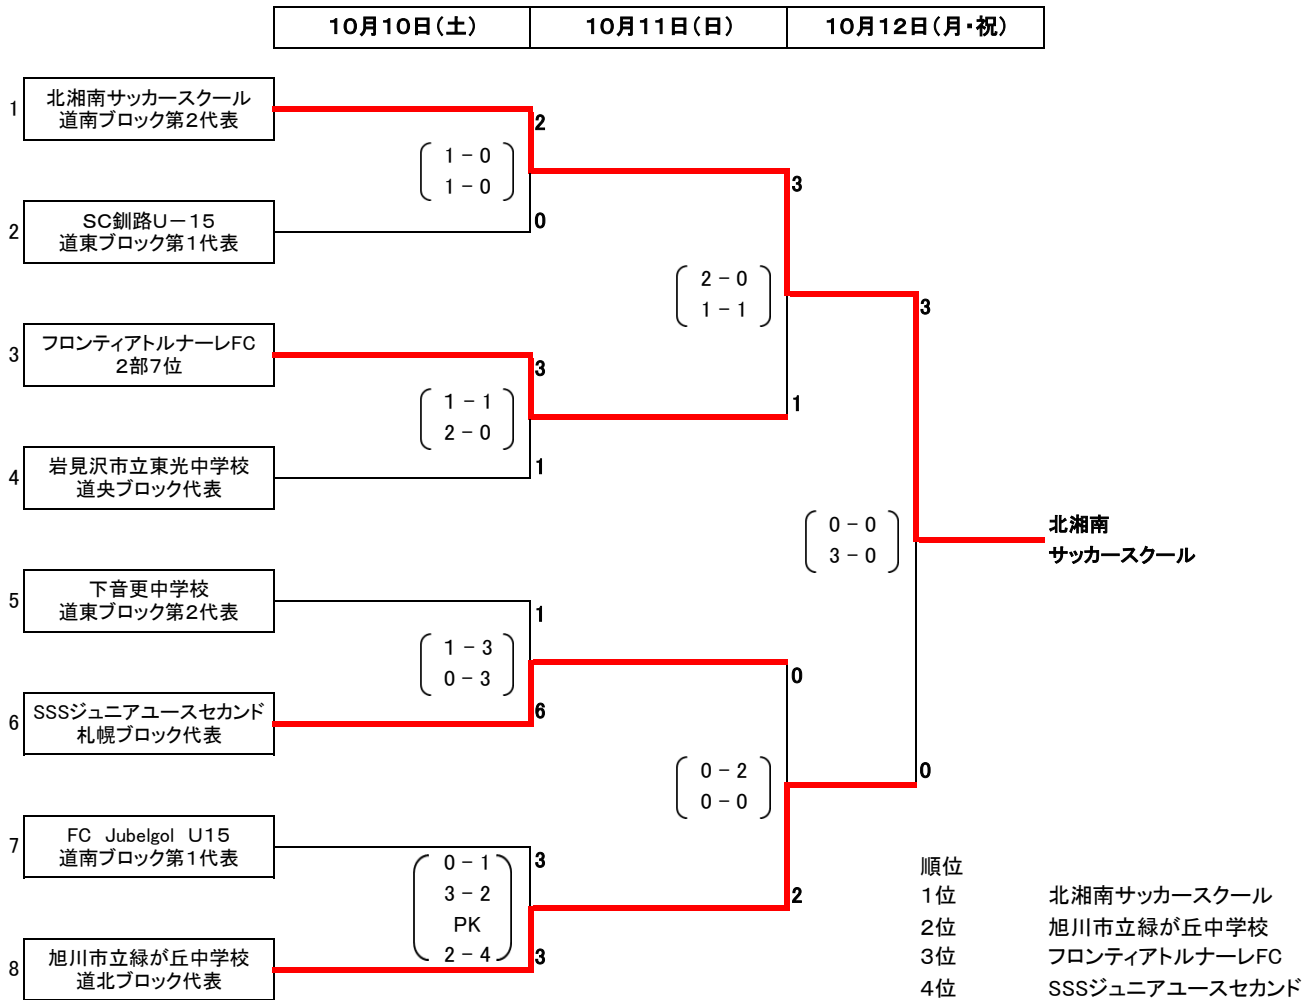 10月10日(土) 10月11日(日) 10月12日(月・祝)
1 北湘南サッカースクール
道南ブロック第2代表
2
1 − 0
1 − 0
3
2 SC釧路U−15
道東ブロック第1代表
0
2 − 0
1 − 1
3
3 フロンティアトルナーレFC
2部7位
3
1 − 1
2 − 0
1
4 岩見沢市立東光中学校
道央ブロック代表
1
0 − 0
3 − 0
北湘南
サッカースクール
5 下音更中学校
道東ブロック第2代表
1
1 − 3
0 − 3
0
6 SSSジュニアユースセカンド
札幌ブロック代表
6
0 − 2
0 − 0
0
7 FC Jubelgol U15
道南ブロック第1代表
3
0 − 1
3 − 2
PK
2 − 4
2
8 旭川市立緑が丘中学校
道北ブロック代表
3
順位
1位 北湘南サッカースクール
2位 旭川市立緑が丘中学校
3位 フロンティアトルナーレFC
4位 SSSジュニアユースセカンド